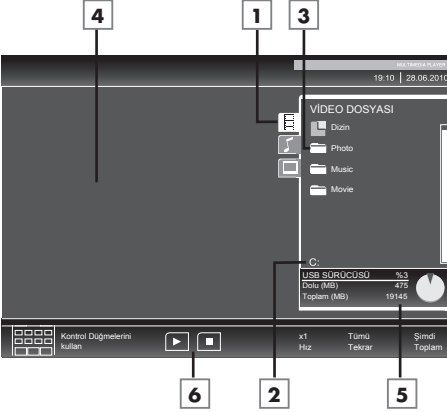 4
1
3
MULTIMEDIA PLAYER
19:10 28.06.2010
VİDEO DOSYASI
Dizin
Photo
Music
Movie
C:
USB SÜRÜCÜSÜ %3
Dolu (MB) 475
Toplam (MB) 19145
Kontrol Düğmelerini
kullan
x1 Tümü Şimdi
Hız Tekrar Toplam
6
2
5